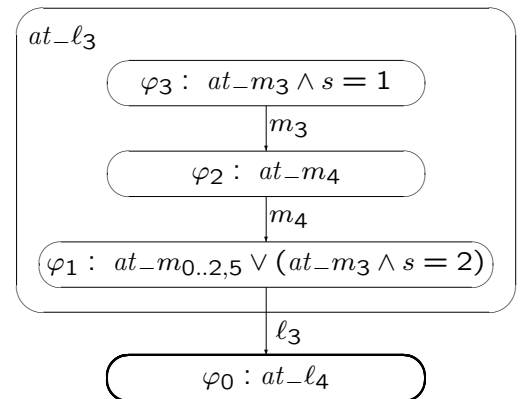 at_ℓ₃
φ₃ : at_m₃ ∧ s = 1
m₃
φ₂ : at_m₄
m₄
φ₁ : at_m₀..₂,₅ ∨ (at_m₃ ∧ s = 2)
ℓ₃
φ₀ : at_ℓ₄